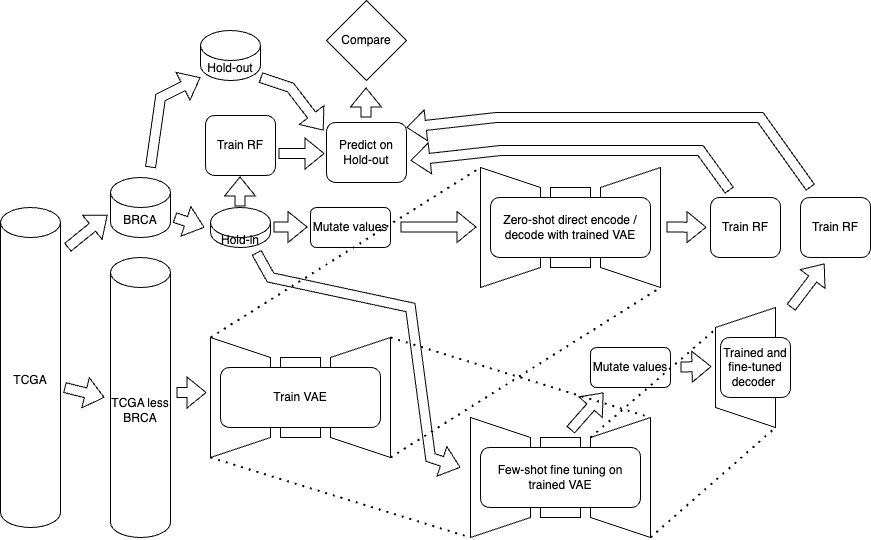 Compare
Hold-out
Train RF
Predict on
Hold-out
BRCA
Hold-in
Mutate values
Zero-shot direct encode /
decode with trained VAE
Train RF
Train RF
TCGA
TCGA less
BRCA
Train VAE
Mutate values
Trained and
fine-tuned
decoder
Few-shot fine tuning on
trained VAE